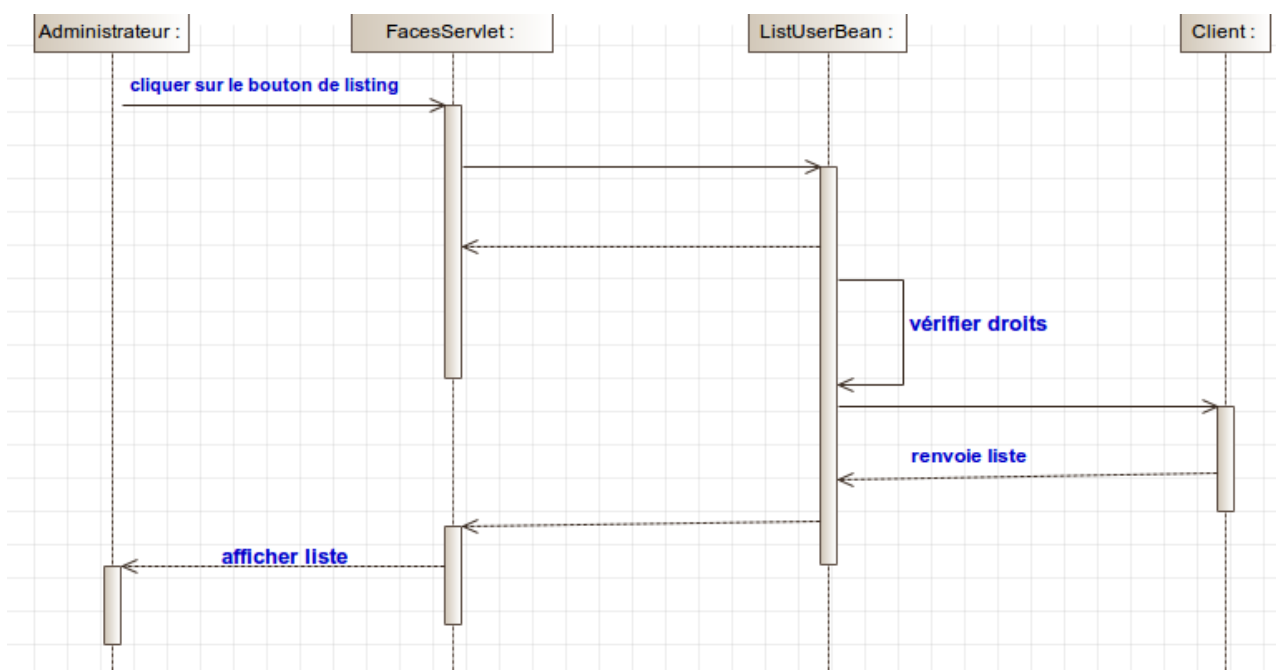 Administrateur :
FacesServlet :
ListUserBean :
Client :
cliquer sur le bouton de listing
vérifier droits
renvoie liste
afficher liste